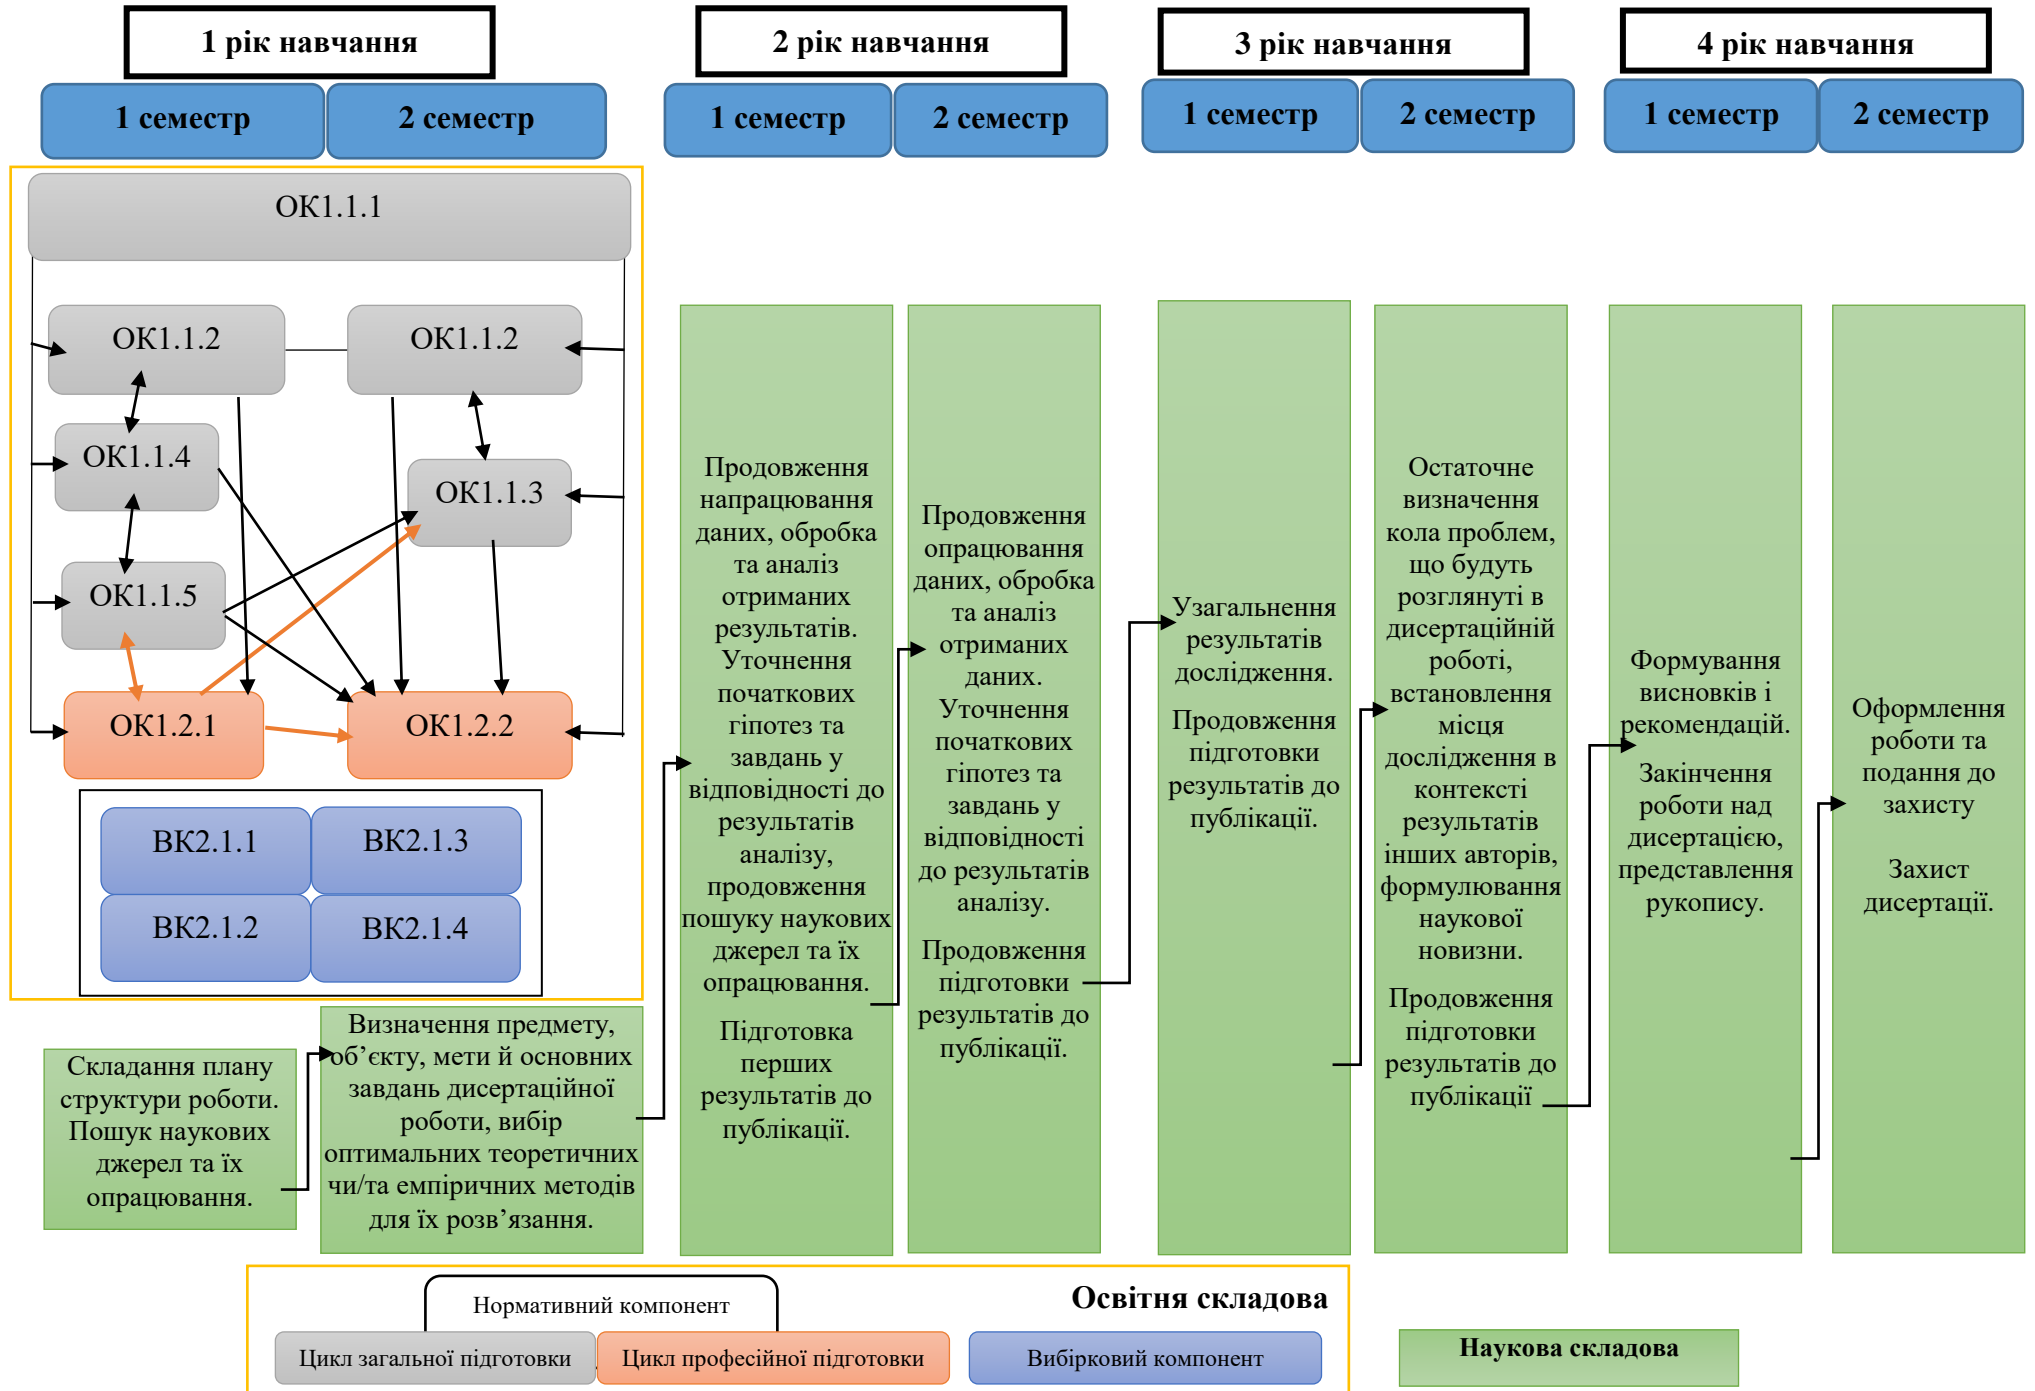 1 рік навчання
2 рік навчання
3 рік навчання
4 рік навчання
1 семестр
2 семестр
1 семестр
2 семестр
1 семестр
2 семестр
1 семестр
2 семестр
ОК1.1.1
ОК1.1.2
ОК1.1.2
ОК1.1.4
ОК1.1.3
ОК1.1.5
ОК1.2.1
ОК1.2.2
ВК2.1.1
ВК2.1.3
ВК2.1.2
ВК2.1.4
Складання плану
структури роботи.
Пошук наукових
джерел та їх
опрацювання.
Визначення предмету,
об’єкту, мети й основних
завдань дисертаційної
роботи, вибір
оптимальних теоретичних
чи/та емпіричних методів
для їх розв’язання.
Продовження
напрацювання
даних, обробка
та аналіз
отриманих
результатів.
Уточнення
початкових
гіпотез та
завдань у
відповідності до
результатів
аналізу,
продовження
пошуку наукових
джерел та їх
опрацювання.
Підготовка
перших
результатів до
публікації.
Продовження
опрацювання
даних, обробка
та аналіз
отриманих
даних.
Уточнення
початкових
гіпотез та
завдань у
відповідності
до результатів
аналізу.
Продовження
підготовки
результатів до
публікації.
Узагальнення
результатів
дослідження.
Продовження
підготовки
результатів до
публікації.
Остаточне
визначення
кола проблем,
що будуть
розглянуті в
дисертаційній
роботі,
встановлення
місця
дослідження в
контексті
результатів
інших авторів,
формулювання
наукової
новизни.
Продовження
підготовки
результатів до
публікації
Формування
висновків і
рекомендацій.
Закінчення
роботи над
дисертацією,
представлення
рукопису.
Оформлення
роботи та
подання до
захисту
Захист
дисертації.
Нормативний компонент
Освітня складова
Цикл загальної підготовки
Цикл професійної підготовки
Вибірковий компонент
Наукова складова